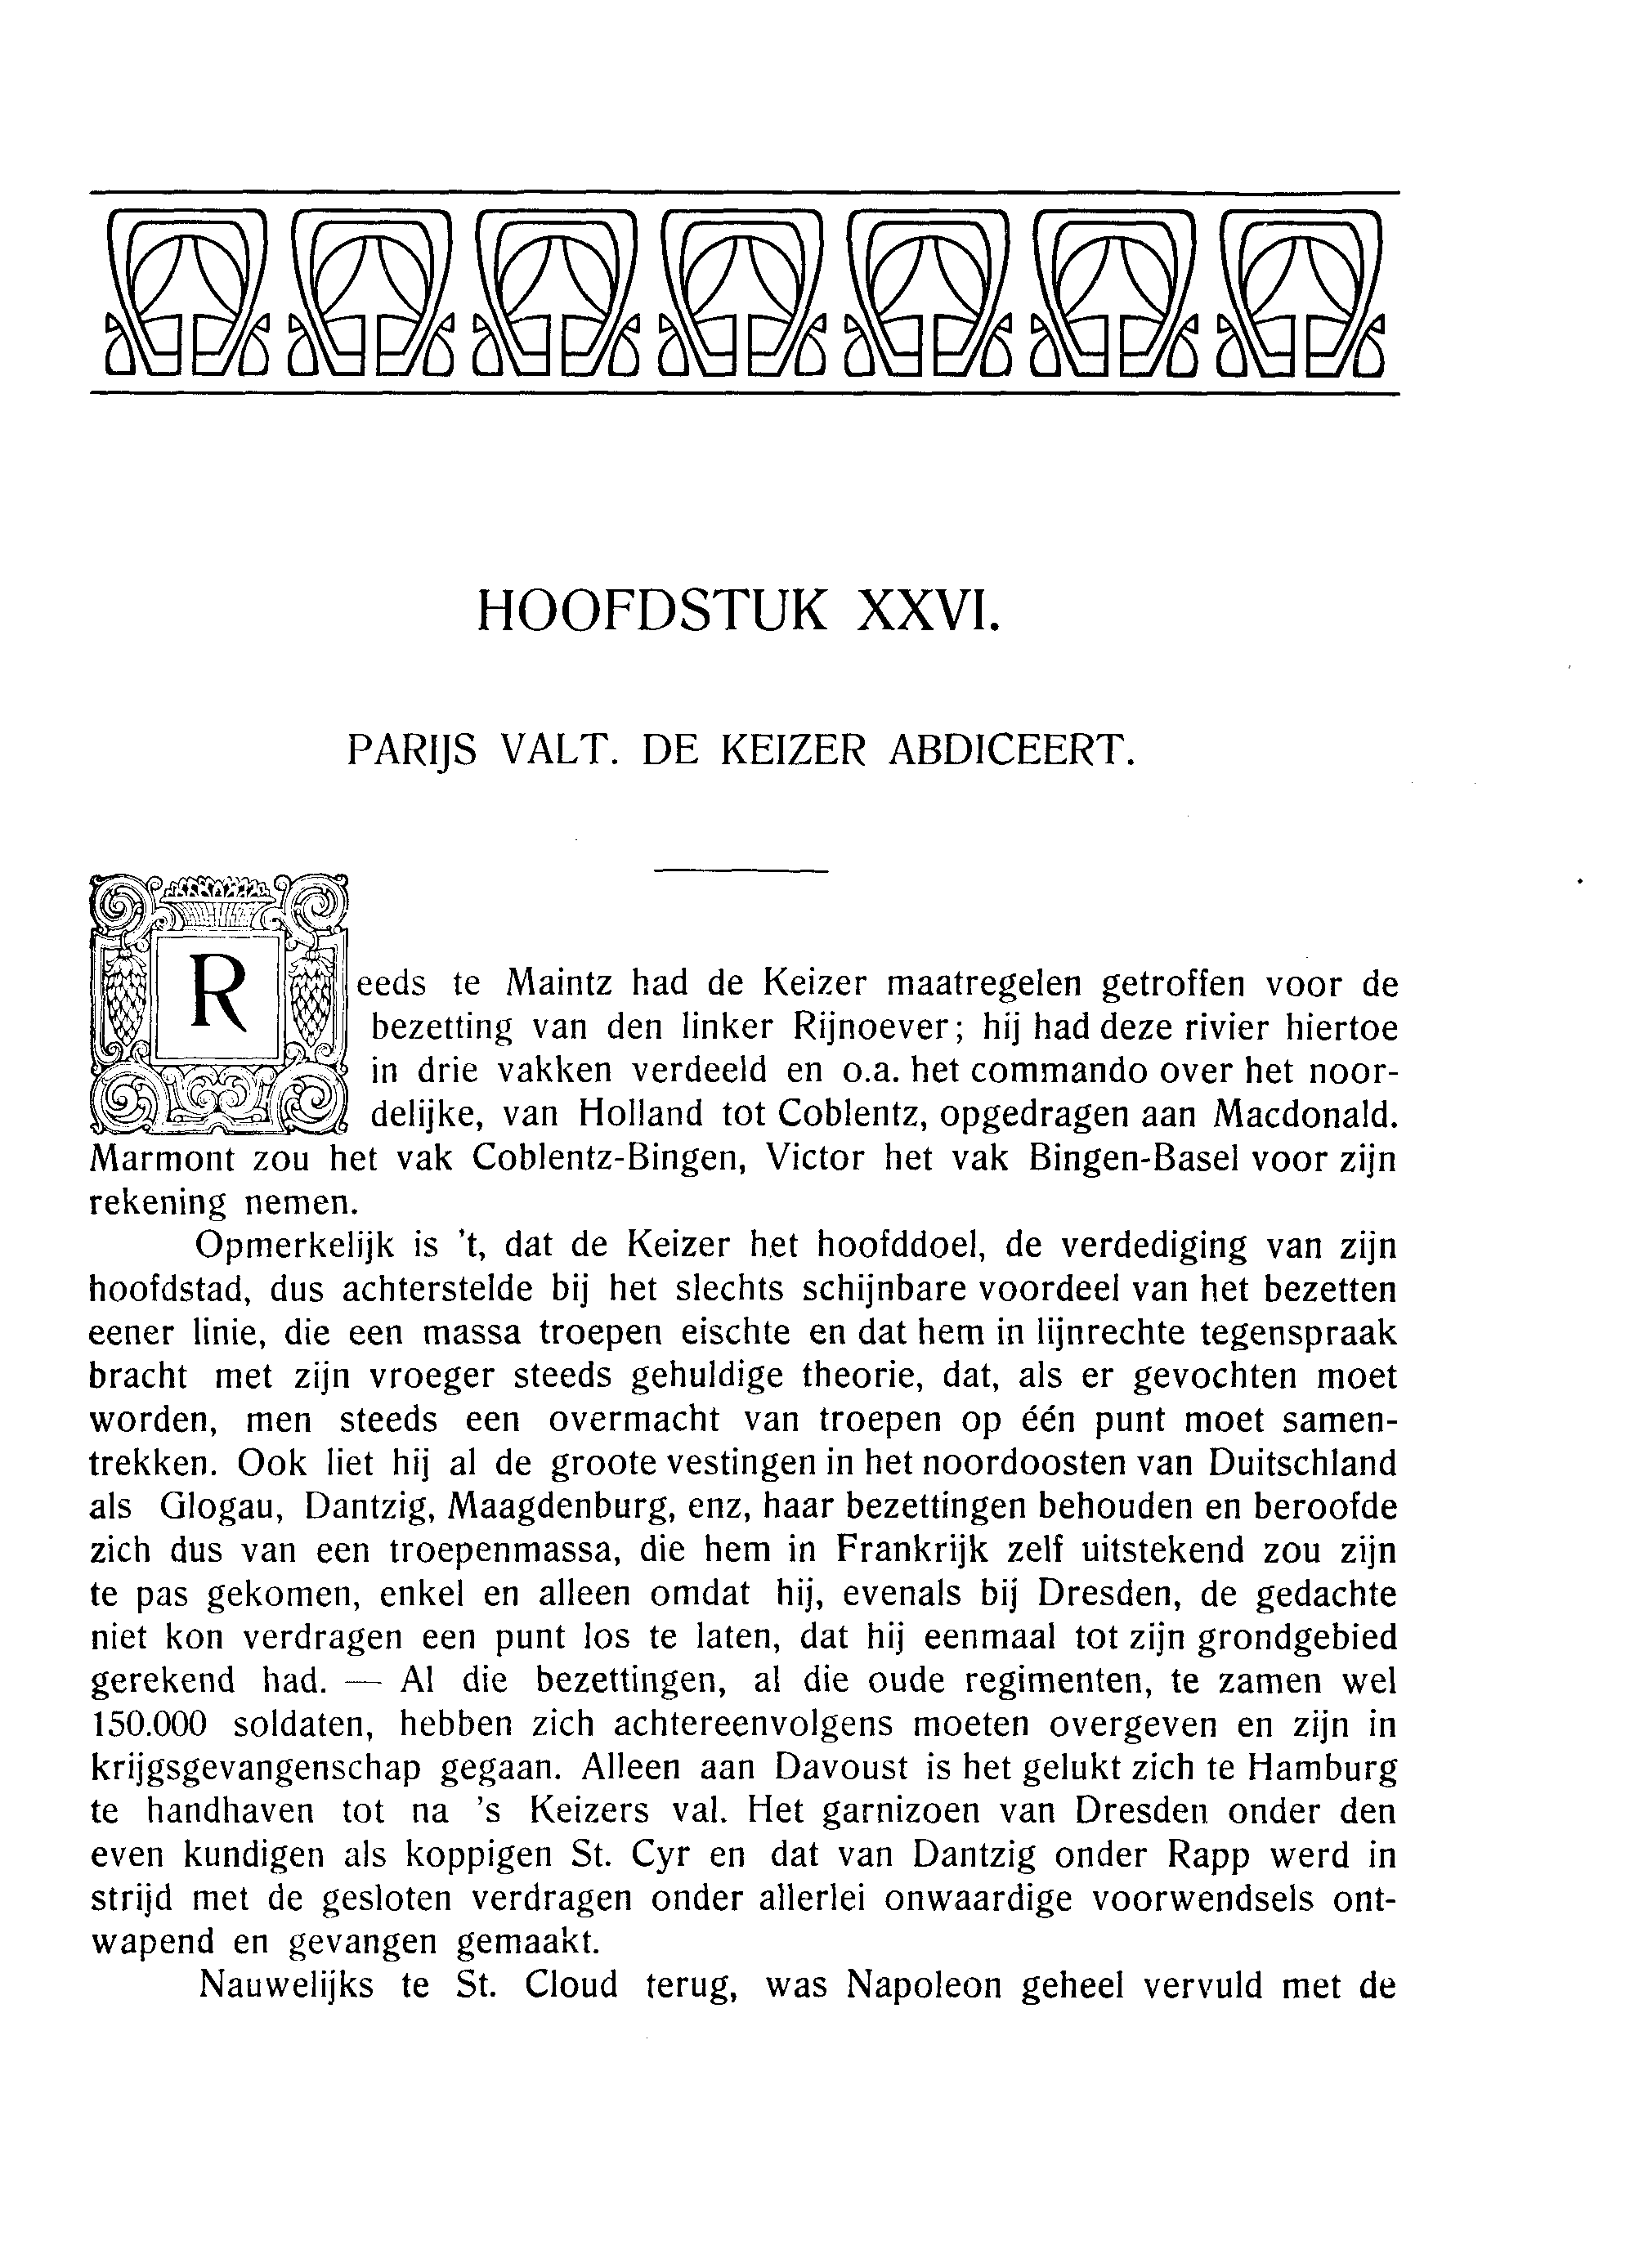 HOOFDSTUK XXVI.
PARIJS VALT. DE KEIZER ABDICEERT.
Reeds te Maintz had de Keizer maatregelen getroffen voor de
bezetting van den linker Rijnoever; hij had deze rivier hiertoe
in drie vakken verdeeld en o.a. het commando over het noor-
delijke, van Holland tot Coblentz, opgedragen aan Macdonald.
Marmont zou het vak Coblentz-Bingen, Victor het vak Bingen-Basel voor zijn
rekening nemen.
Opmerkelijk is 't, dat de Keizer het hoofddoel, de verdediging van zijn
hoofdstad, dus achterstelde bij het slechts schijnbare voordeel van het bezetten
eener linie, die een massa troepen eischte en dat hem in lijnrechte tegenspraak
bracht met zijn vroeger steeds gehuldige theorie, dat, als er gevochten moet
worden, men steeds een overmacht van troepen op één punt moet samen-
trekken. Ook liet hij al de groote vestingen in het noordoosten van Duitschland
als Glogau, Dantzig, Maagdenburg, enz, haar bezettingen behouden en beroofde
zich dus van een troepenmassa, die hem in Frankrijk zelf uitstekend zou zijn
te pas gekomen, enkel en alleen omdat hij, evenals bij Dresden, de gedachte
niet kon verdragen een punt los te laten, dat hij eenmaal tot zijn grondgebied
gerekend had. — Al die bezettingen, al die oude regimenten, te zamen wel
150.000 soldaten, hebben zich achtereenvolgens moeten overgeven en zijn in
krijgsgevangenschap gegaan. Alleen aan Davoust is het gelukt zich te Hamburg
te handhaven tot na 's Keizers val. Het garnizoen van Dresden onder den
even kundigen als koppigen St. Cyr en dat van Dantzig onder Rapp werd in
strijd met de gesloten verdragen onder allerlei onwaardige voorwendsels ont-
wapend en gevangen gemaakt.
Nauwelijks te St. Cloud terug, was Napoleon geheel vervuld met de